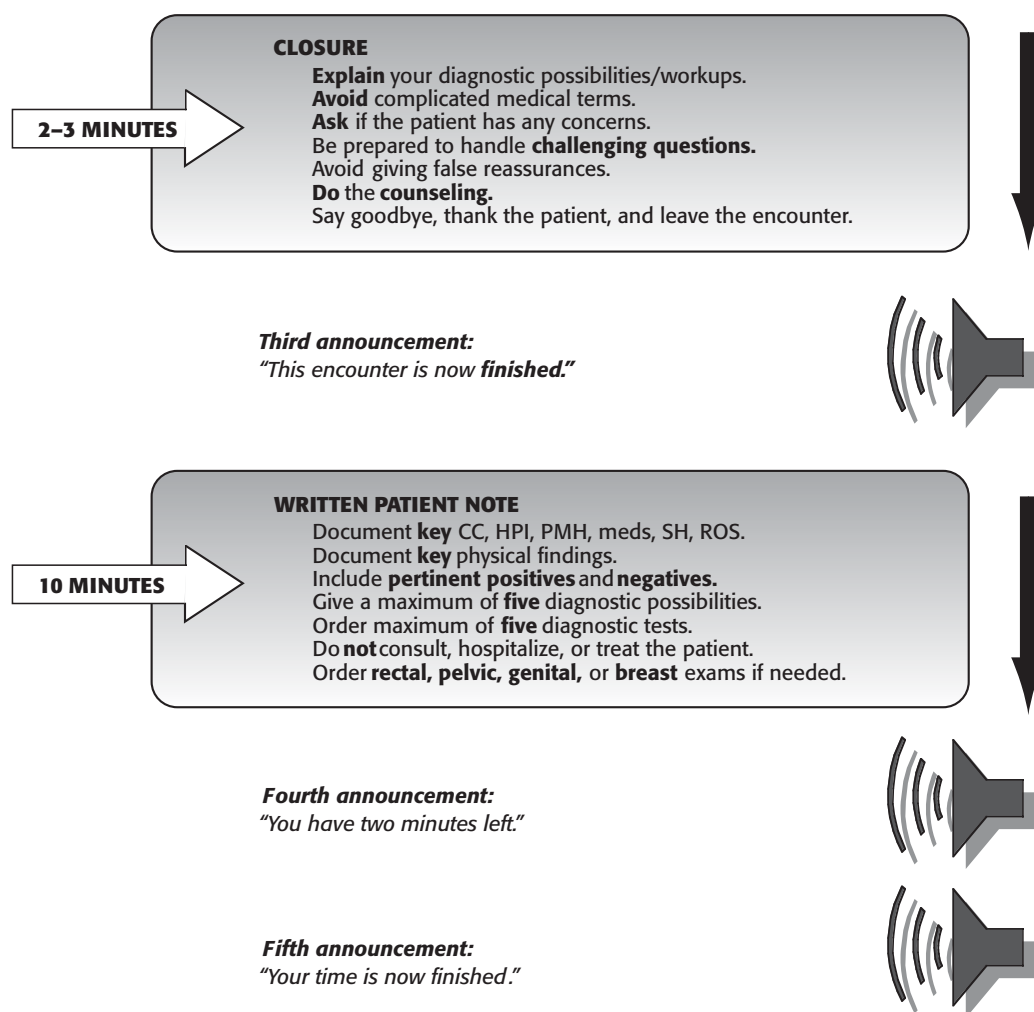 CLOSURE
Explain your diagnostic possibilities/workups.
Avoid complicated medical terms.
Ask if the patient has any concerns.
Be prepared to handle challenging questions.
Avoid giving false reassurances.
Do the counseling.
Say goodbye, thank the patient, and leave the encounter.
2–3 MINUTES
Third announcement:
“This encounter is now finished.”
WRITTEN PATIENT NOTE
Document key CC, HPI, PMH, meds, SH, ROS.
Document key physical findings.
Include pertinent positives and negatives.
Give a maximum of five diagnostic possibilities.
Order maximum of five diagnostic tests.
Do not consult, hospitalize, or treat the patient.
Order rectal, pelvic, genital, or breast exams if needed.
10 MINUTES
Fourth announcement:
“You have two minutes left.”
Fifth announcement:
“Your time is now finished.”